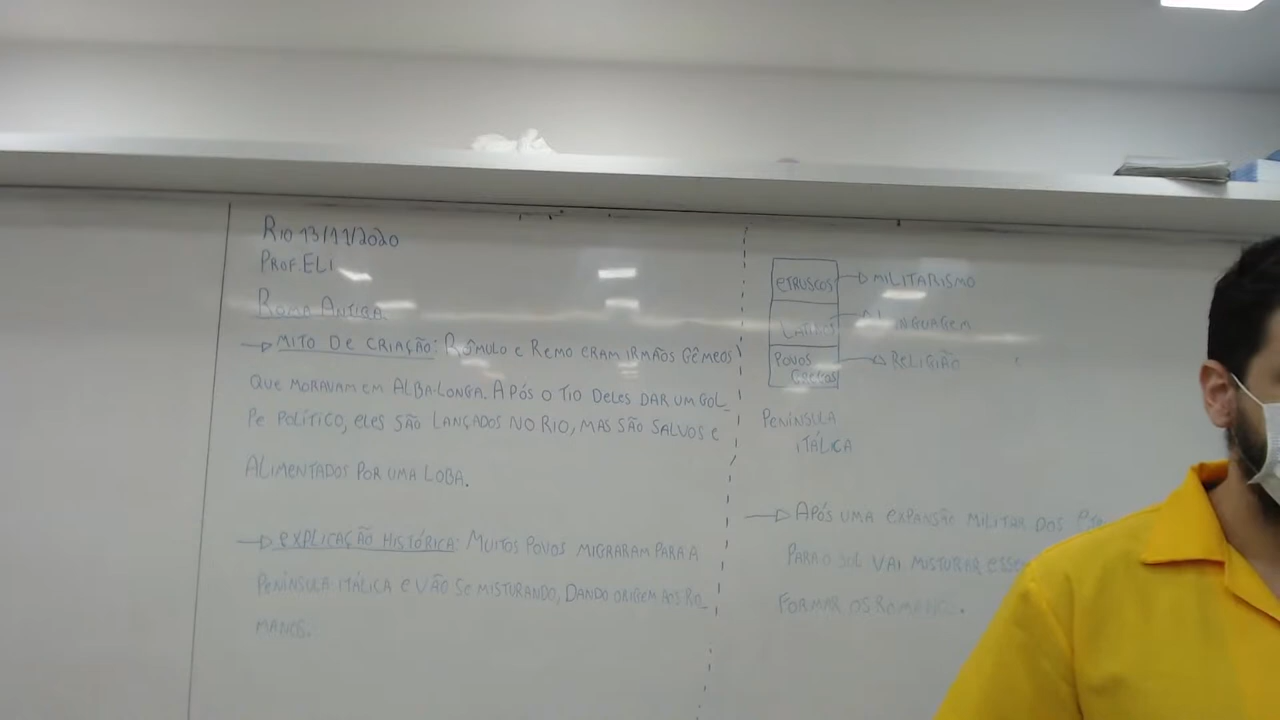 Rio 13/11/2020
PROF. ELI
ROMA ANTIGA
MITO DE CRIAÇÃO: RÔMULO E REMO ERAM IRMÃOS GÊMEOS
QUE MORAVAM EM ALBA-LONGA. APÓS O TIO DELES DAR UM GOL_
PE POLÍTICO, ELES SÃO LANÇADOS NO RIO, MAS SÃO SALVOS E
ALIMENTADOS POR UMA LOBA.
EXPLICAÇÃO HISTÓRICA: MUITOS POVOS MIGRARAM PARA A
PENÍNSULA ITÁLICA E VÃO SE MISTURANDO, DANDO ORIGEM AOS RO_
MANOS.
ETRUSCOS → MILITARISMO
LATINOS → LINGUAGEM
POVOS GREGOS → RELIGIÃO
PENÍNSULA
ITÁLICA
APÓS UMA EXPANSÃO MILITAR DOS
PARA O SUL VAI MISTURAR
FORMAR OS ROMANOS.